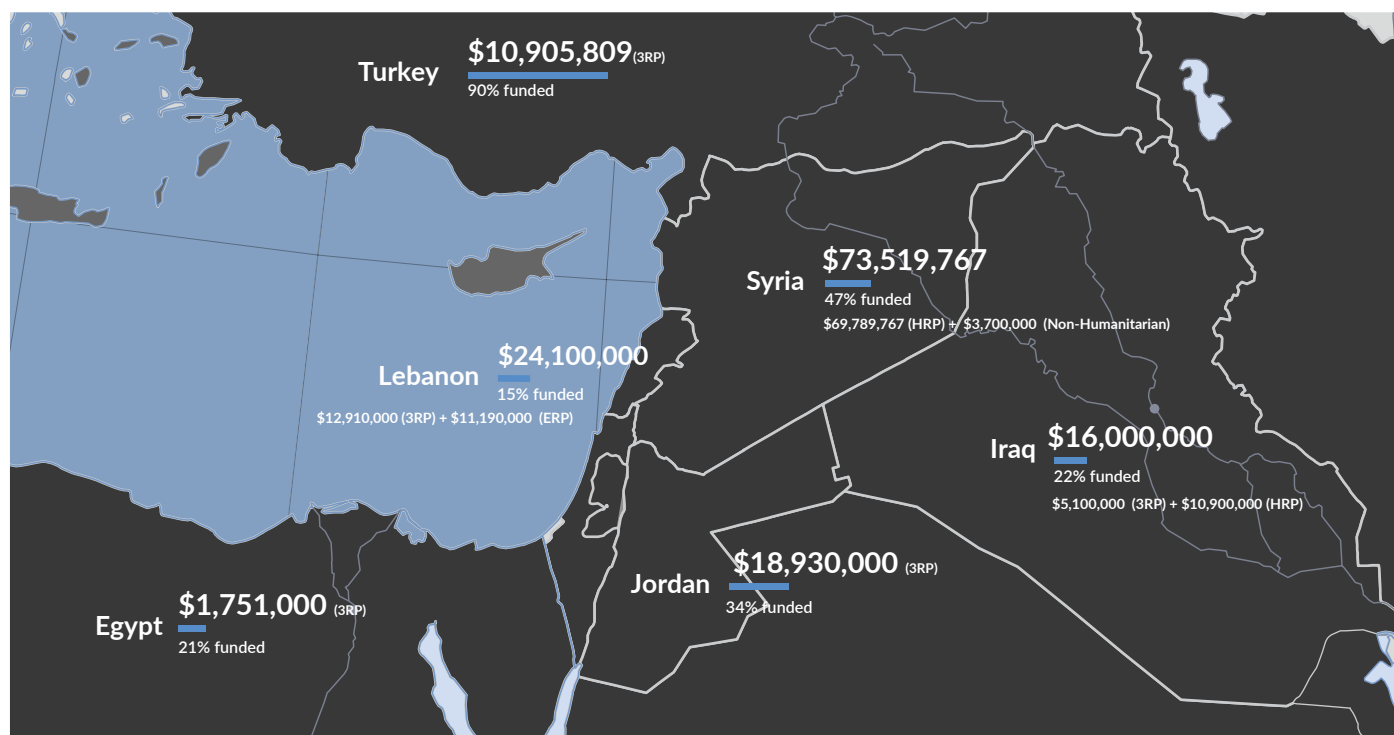 Turkey
$10,905,809(3RP)
90% funded
Syria
$73,519,767
47% funded
$69,789,767 (HRP) + $3,700,000 (Non-Humanitarian)
Lebanon
$24,100,000
15% funded
$12,910,000 (3RP) + $11,190,000 (ERP)
Iraq
$16,000,000
22% funded
$5,100,000 (3RP) + $10,900,000 (HRP)
Jordan
$18,930,000 (3RP)
34% funded
Egypt
$1,751,000 (3RP)
21% funded